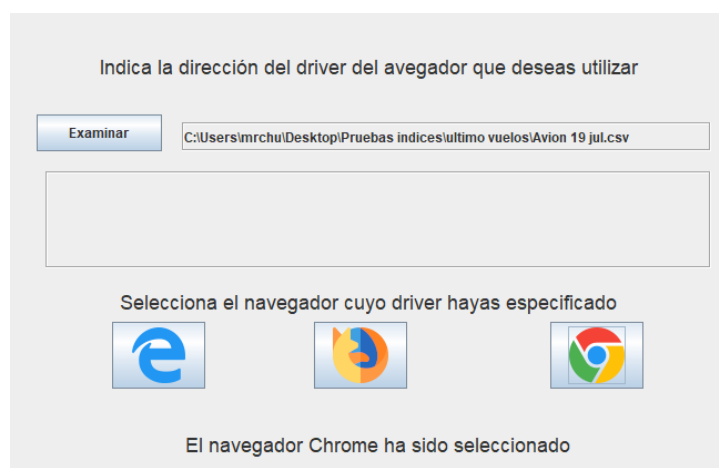 Indica la dirección del driver del avegador que deseas utilizar
Examinar
C:\Users\mrchu\Desktop\Pruebas indices\ultimo vuelos\Avion 19 jul.csv
Selecciona el navegador cuyo driver hayas especificado
El navegador Chrome ha sido seleccionado